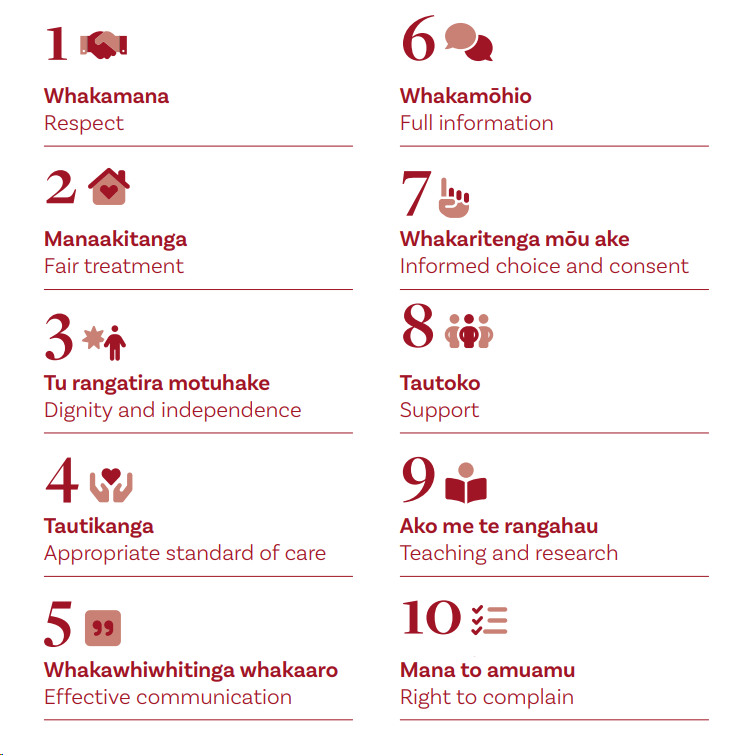 1
Whakamana
Respect
2
Manaakitanga
Fair treatment
3
Tu rangatira motuhake
Dignity and independence
4
Tautikanga
Appropriate standard of care
5
Whakawhiwhitinga whakaaro
Effective communication
6
Whakamōhio
Full information
7
Whakaritenga mōu ake
Informed choice and consent
8
Tautoko
Support
9
Ako me te rangahau
Teaching and research
10
Mana to amuamu
Right to complain